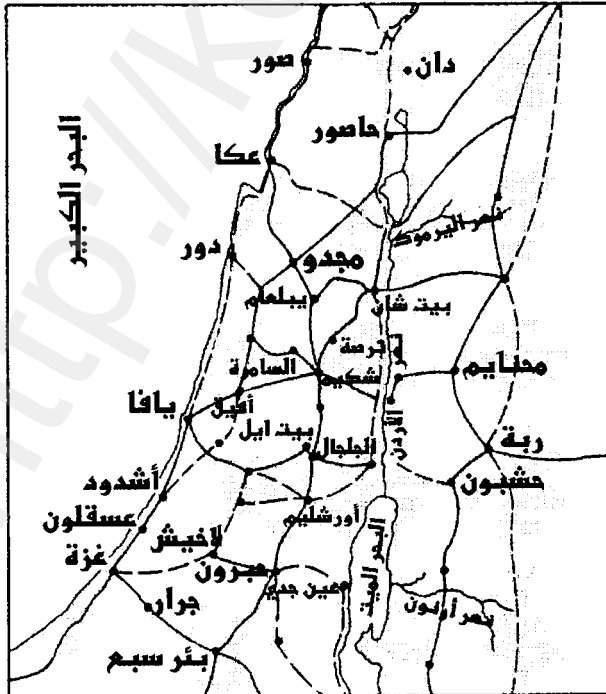 صور
دان
حاصور
عكا
البحر الكبير
نهر اليرموك
دور
مجدو
يبلعام
بيت شان
ترصة
السامرة
شكيم
محنايم
نهر الأردن
أفيق
يافا
بيت ايل
الجلجال
ربة
حشبون
أشدود
عسقلون
أورشليم
لاخيش
غزة
حبرون
عين جدي
البحر الميت
نهر أرنون
جرار
بئر سبع
http://k